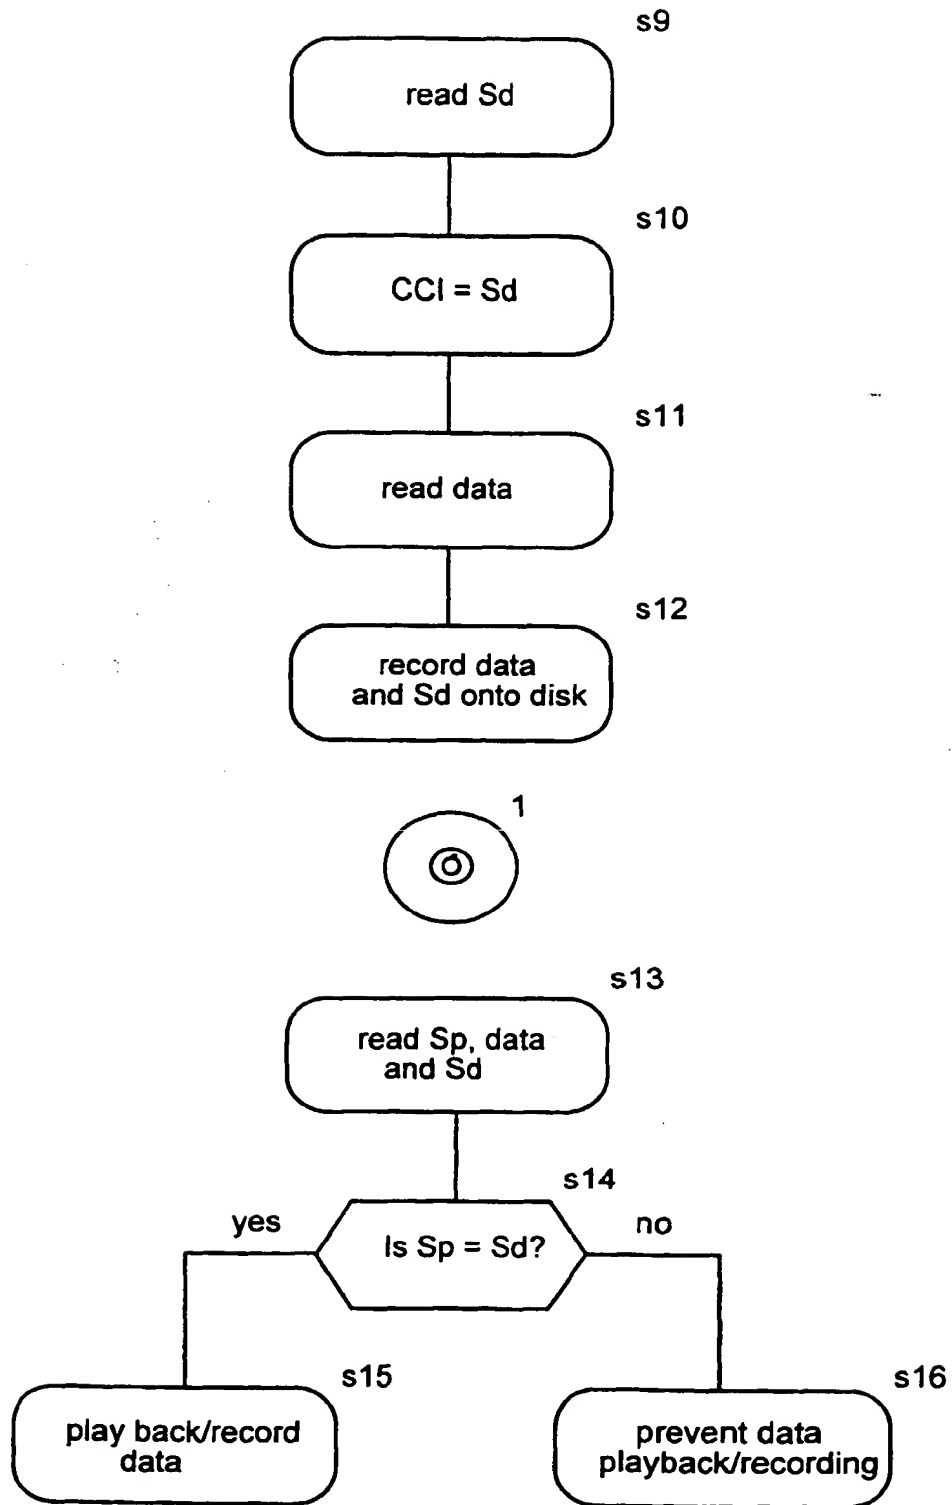 s9
read Sd
s10
CCI = Sd
s11
read data
s12
record data
and Sd onto disk
1
s13
read Sp, data
and Sd
s14
yes
Is Sp = Sd?
no
s15
s16
play back/record
data
prevent data
playback/recording